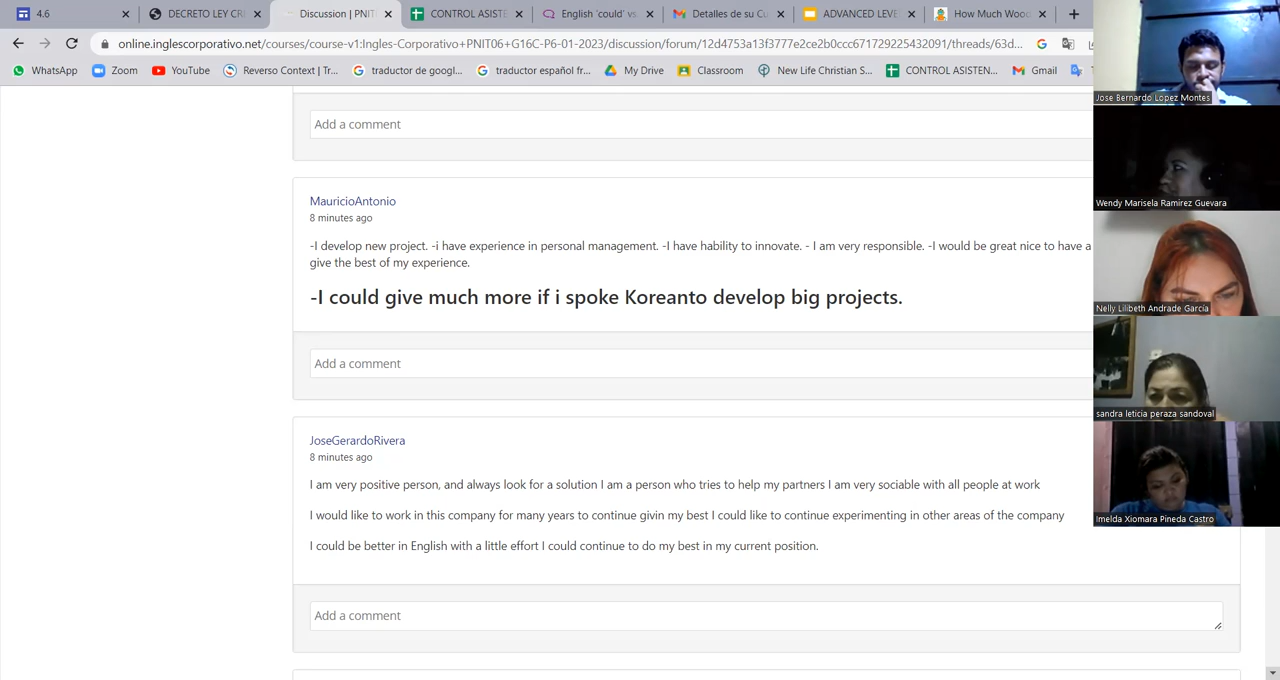 4.6
DECRETO LEY CR
Discussion | PNIT
CONTROL ASISTE
English 'could' vs
Detalles de su C
ADVANCED LEVE
How Much Woo
online.inglescorporativo.net/courses/course-v1:Ingles-Corporativo+PNIT06+G16C-P6-01-2023/discussion/forum/12d4753a13f3777e2ce2b0ccc671729225432091/threads/63d...
WhatsApp
Zoom
YouTube
Reverso Context Tr...
traductor de googl...
traductor español fr...
My Drive
Classroom
New Life Christian S...
CONTROL ASISTEN...
Gmail
Add a comment
MauricioAntonio
8 minutes ago
-I develop new project. -i have experience in personal management. -I have hability to innovate. - I am very responsible. -I would be great nice to have a
give the best of my experience.
-I could give much more if i spoke Koreanto develop big projects.
Add a comment
JoseGerardoRivera
8 minutes ago
I am very positive person, and always look for a solution I am a person who tries to help my partners I am very sociable with all people at work
I would like to work in this company for many years to continue givin my best I could like to continue experimenting in other areas of the company
I could be better in English with a little effort I could continue to do my best in my current position.
Add a comment
Jose Bernardo Lopez Montes
Wendy Marisela Ramirez Guevara
Nelly Lilibeth Andrade García
sandra leticia peraza sandoval
Imelda Xiomara Pineda Castro